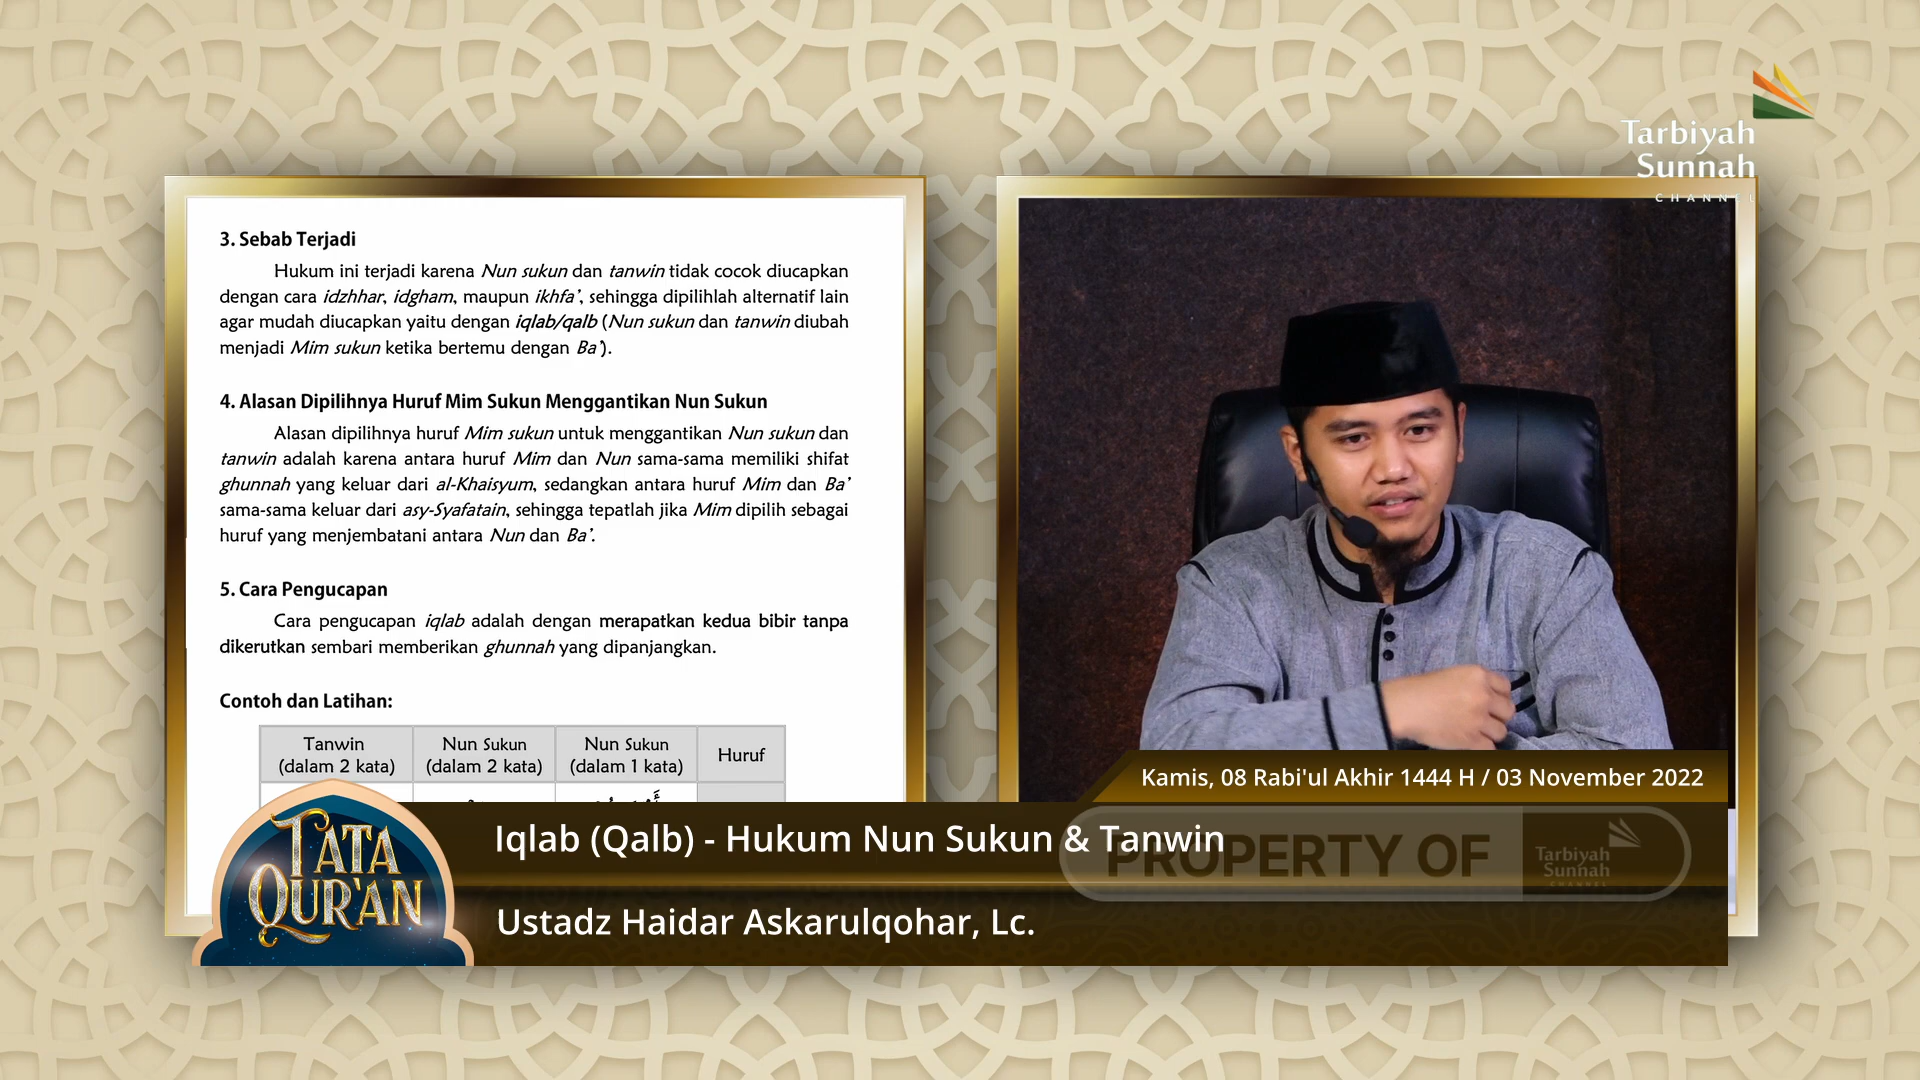 Tarbiyah
Sunnah
CHANNEL
3. Sebab Terjadi
Hukum ini terjadi karena Nun sukun dan tanwin tidak cocok diucapkan
dengan cara idzhhar, idgham, maupun ikhfa’, sehingga dipilihlah alternatif lain
agar mudah diucapkan yaitu dengan iqlab/qalb (Nun sukun dan tanwin diubah
menjadi Mim sukun ketika bertemu dengan Ba’).
4. Alasan Dipilihnya Huruf Mim Sukun Menggantikan Nun Sukun
Alasan dipilihnya huruf Mim sukun untuk menggantikan Nun sukun dan
tanwin adalah karena antara huruf Mim dan Nun sama-sama memiliki shifat
ghunnah yang keluar dari al-Khaisyum, sedangkan antara huruf Mim dan Ba’
sama-sama keluar dari asy-Syafatain, sehingga tepatlah jika Mim dipilih sebagai
huruf yang menjembatani antara Nun dan Ba’.
5. Cara Pengucapan
Cara pengucapan iqlab adalah dengan merapatkan kedua bibir tanpa
dikerutkan sembari memberikan ghunnah yang dipanjangkan.
Contoh dan Latihan:
Tanwin
(dalam 2 kata)
Nun Sukun
(dalam 2 kata)
Nun Sukun
(dalam 1 kata)
Huruf
Kamis, 08 Rabi'ul Akhir 1444 H / 03 November 2022
TATA
QUR'AN
Iqlab (Qalb) - Hukum Nun Sukun & Tanwin
PROPERTY OF
Tarbiyah
Sunnah
CHANNEL
Ustadz Haidar Askarulqohar, Lc.